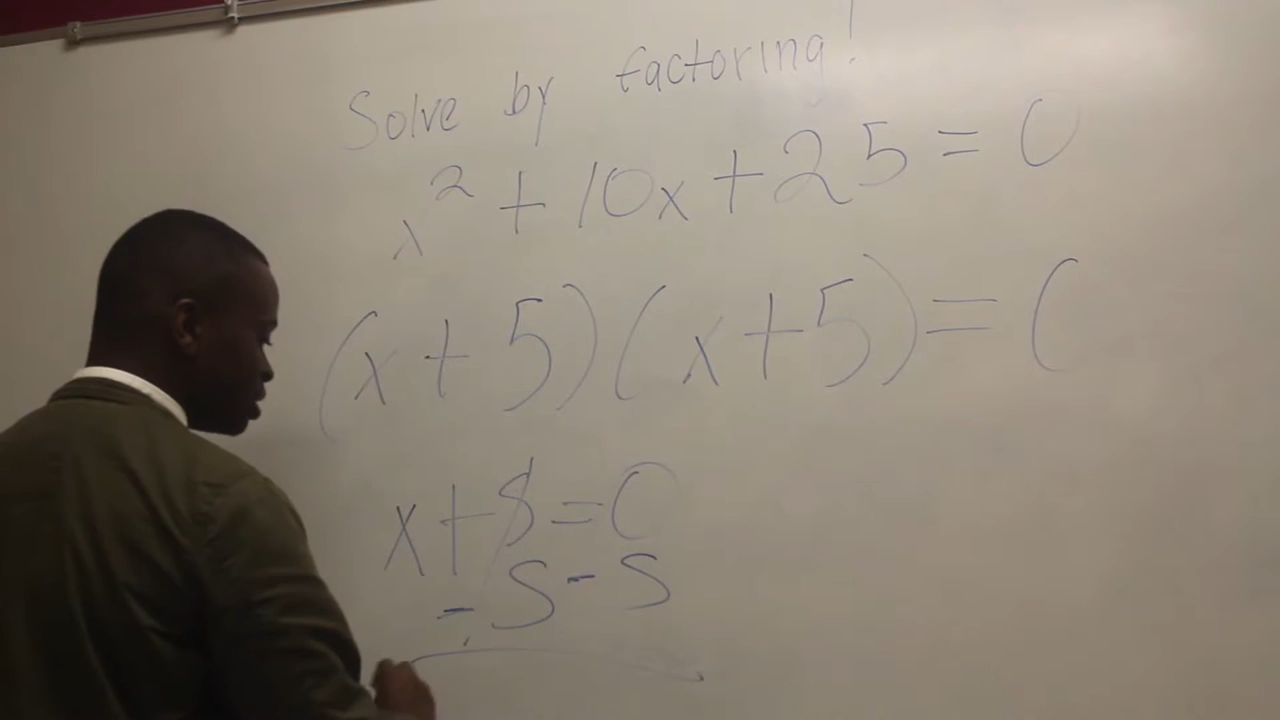 Solve by factoring!
x² + 10x + 25 = 0
(x + 5)(x + 5) = 0
x + 5 = 0
- 5 - 5